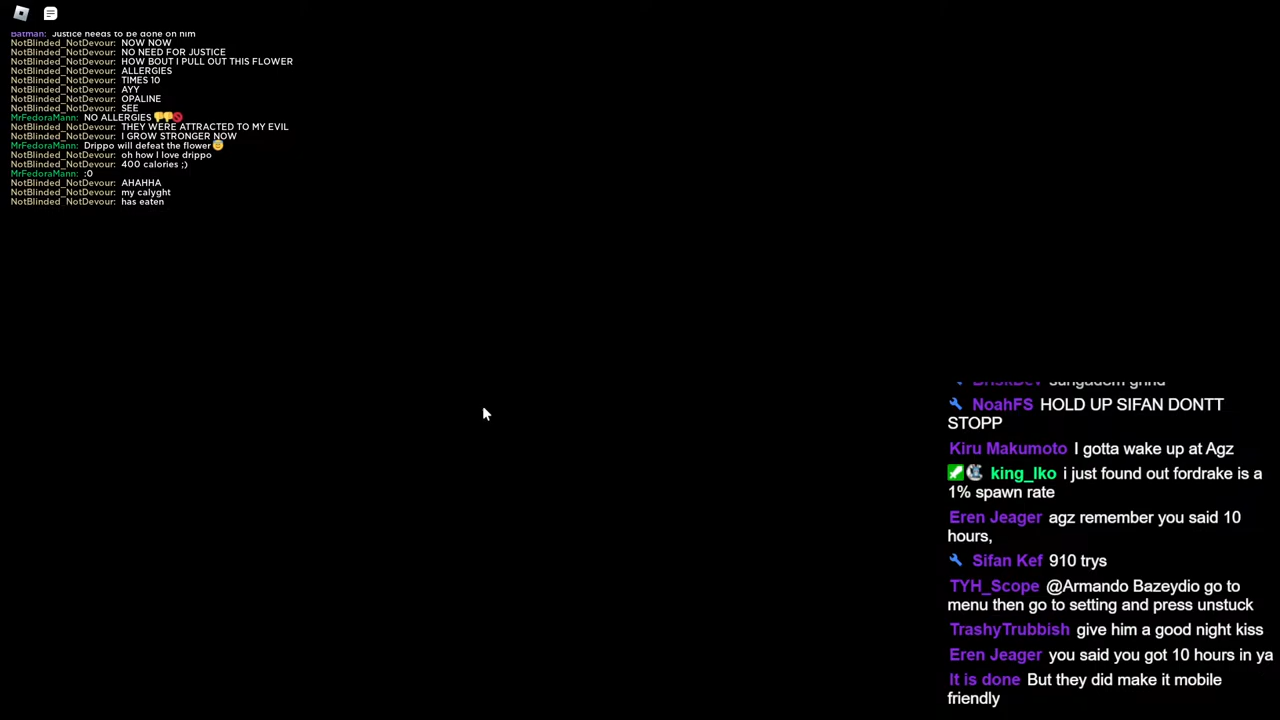 Batman: Justice needs to be done on him
NotBlinded_NotDevour: NOW NOW
NotBlinded_NotDevour: NO NEED FOR JUSTICE
NotBlinded_NotDevour: HOW BOUT I PULL OUT THIS FLOWER
NotBlinded_NotDevour: ALLERGIES
NotBlinded_NotDevour: TIMES 10
NotBlinded_NotDevour: AYY
NotBlinded_NotDevour: OPALINE
NotBlinded_NotDevour: SEE
MrFedoraMann: NO ALLERGIES 👎👎🚫
NotBlinded_NotDevour: THEY WERE ATTRACTED TO MY EVIL
NotBlinded_NotDevour: I GROW STRONGER NOW
MrFedoraMann: Drippo will defeat the flower😇
NotBlinded_NotDevour: oh how I love drippo
NotBlinded_NotDevour: 400 calories ;)
MrFedoraMann: :0
NotBlinded_NotDevour: AHAHHA
NotBlinded_NotDevour: my calyght
NotBlinded_NotDevour: has eaten
BriskDev sangadem grind
NoahFS HOLD UP SIFAN DONTT
STOPP
Kiru Makumoto I gotta wake up at Agz
king_Iko i just found out fordrake is a
1% spawn rate
Eren Jeager agz remember you said 10
hours,
Sifan Kef 910 trys
TYH_Scope @Armando Bazeydio go to
menu then go to setting and press unstuck
TrashyTrubbish give him a good night kiss
Eren Jeager you said you got 10 hours in ya
It is done But they did make it mobile
friendly